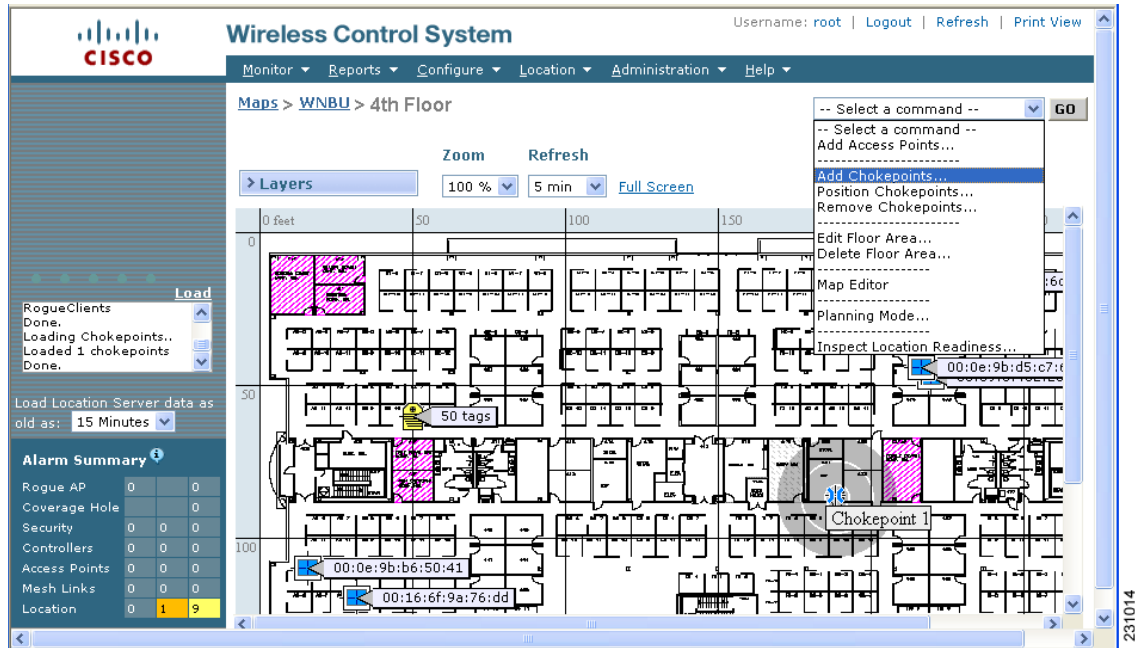 Username: root | Logout | Refresh | Print View
CISCO
Wireless Control System
Monitor Reports Configure Location Administration Help
Maps > WNBU > 4th Floor
-- Select a command --
GO
-- Select a command --
Add Access Points...
-----------------------
Add Chokepoints...
Position Chokepoints...
Remove Chokepoints...
-----------------------
Edit Floor Area...
Delete Floor Area...
------------------
Map Editor
------------------
Planning Mode...
------------------
Inspect Location Readiness...
Zoom Refresh
> Layers
100 %
5 min
Full Screen
0 feet 50 100 150
0
50
100
Load
RogueClients
Done.
Loading Chokepoints..
Loaded 1 chokepoints
Done.
Load Location Server data as
old as: 15 Minutes
Alarm Summary
Rogue AP 0 0
Coverage Hole 0
Security 0 0 0
Controllers 0 0 0
Access Points 0 0 0
Mesh Links 0 0 0
Location 0 1 9
00:0e:9b:d5:c7:6
50 tags
Chokepoint 1
00:0e:9b:b6:50:41
00:16:6f:9a:76:dd
231014